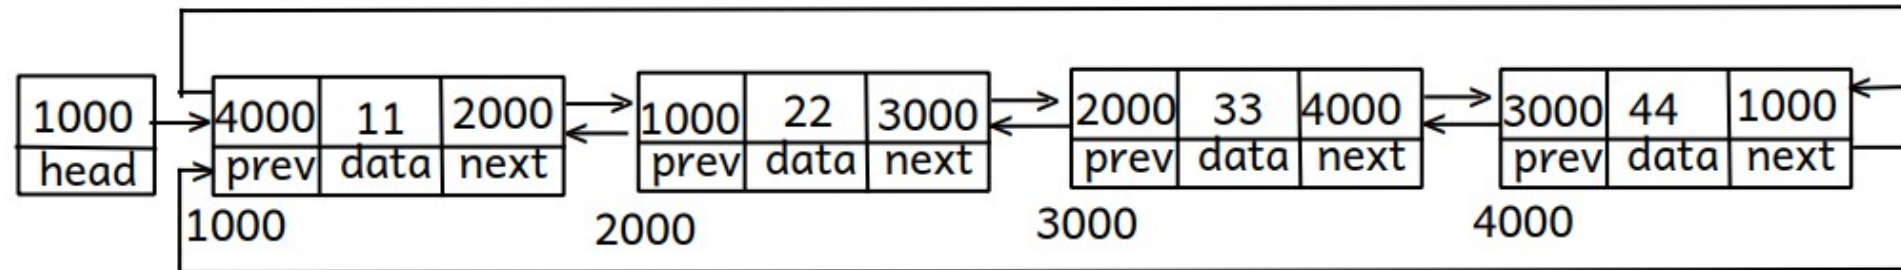 1000 4000 11 2000 1000 22 3000 2000 33 4000 3000 44 1000
head prev data next prev data next prev data next prev data next
1000 2000 3000 4000